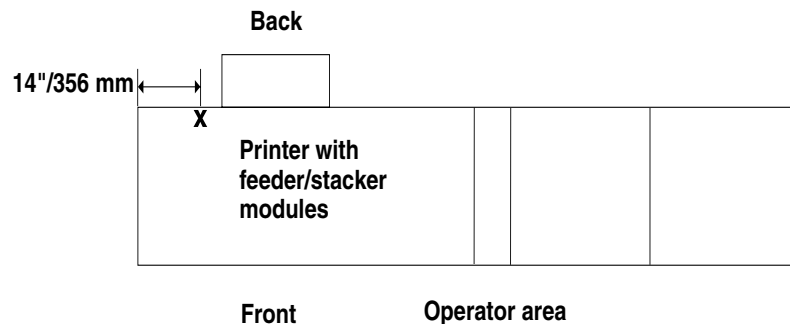 Back
14"/356 mm
X
Printer with
feeder/stacker
modules
Front
Operator area